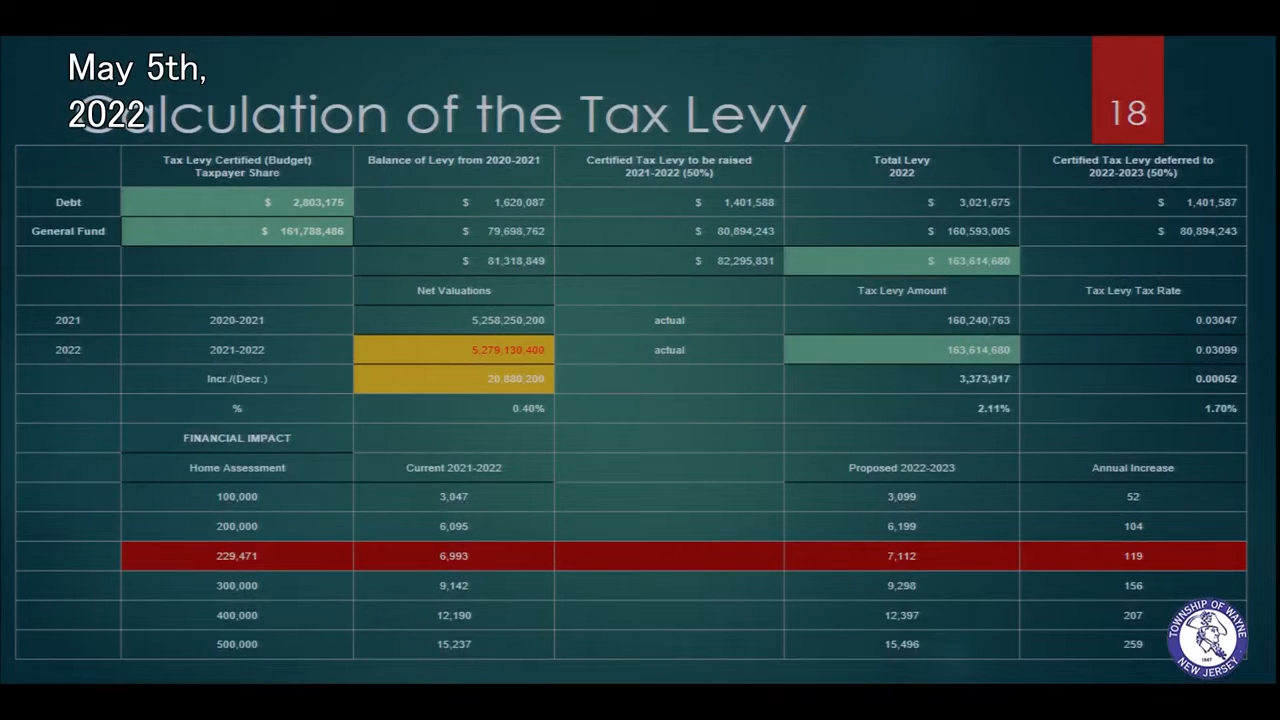 May 5th,
2022
Calculation of the Tax Levy
18
Tax Levy Certified (Budget) Taxpayer Share Balance of Levy from 2020-2021 Certified Tax Levy to be raised 2021-2022 (50%) Total Levy 2022 Certified Tax Levy deferred to 2022-2023 (50%)
Debt $ 2,803,175 $ 1,620,087 $ 1,401,588 $ 3,021,675 $ 1,401,587
General Fund $ 161,788,486 $ 79,698,762 $ 80,894,243 $ 160,593,005 $ 80,894,243
$ 81,318,849 $ 82,295,831 $ 163,614,680
Net Valuations Tax Levy Amount Tax Levy Tax Rate
2021 2020-2021 5,258,250,200 actual 160,240,763 0.03047
2022 2021-2022 5,279,130,400 actual 163,614,680 0.03099
Incr./(Decr.) 20,880,200 3,373,917 0.00052
% 0.40% 2.11% 1.70%
FINANCIAL IMPACT
Home Assessment Current 2021-2022 Proposed 2022-2023 Annual Increase
100,000 3,047 3,099 52
200,000 6,095 6,199 104
229,471 6,993 7,112 119
300,000 9,142 9,298 156
400,000 12,190 12,397 207
500,000 15,237 15,496 259
TOWNSHIP OF WAYNE
1847
NEW JERSEY